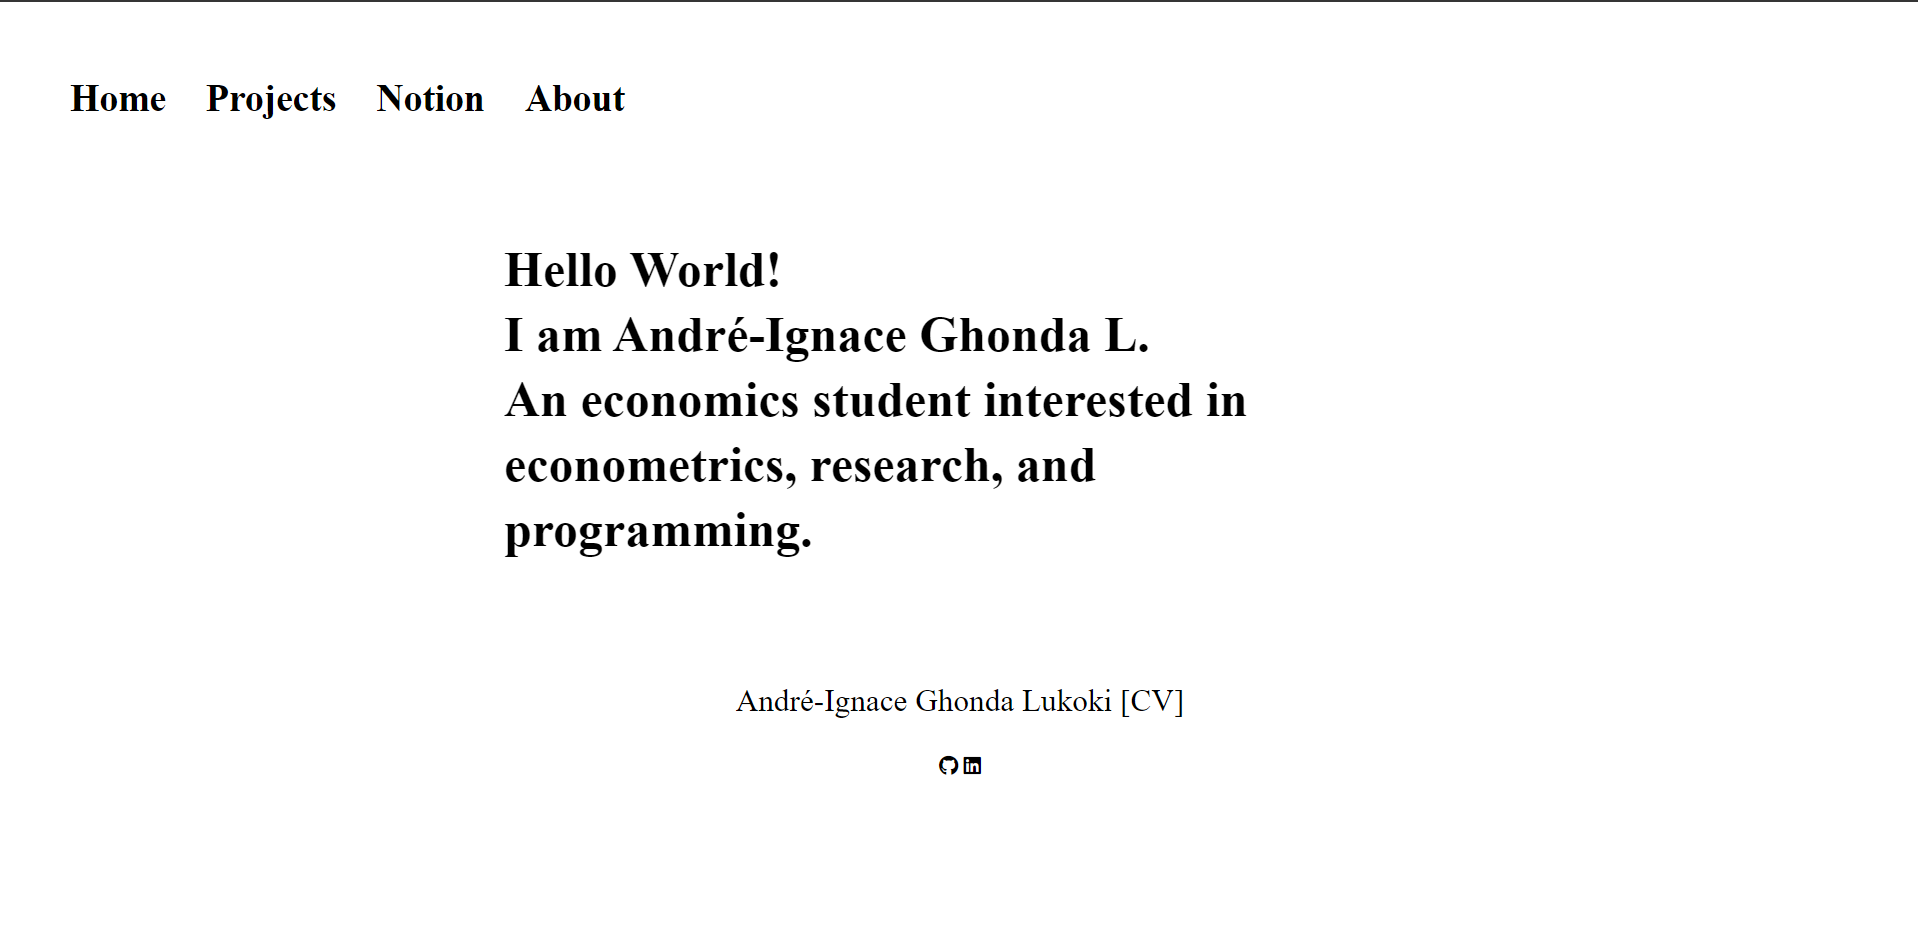 Home Projects Notion About
Hello World!
I am André-Ignace Ghonda L.
An economics student interested in
econometrics, research, and
programming.
André-Ignace Ghonda Lukoki [CV]
in